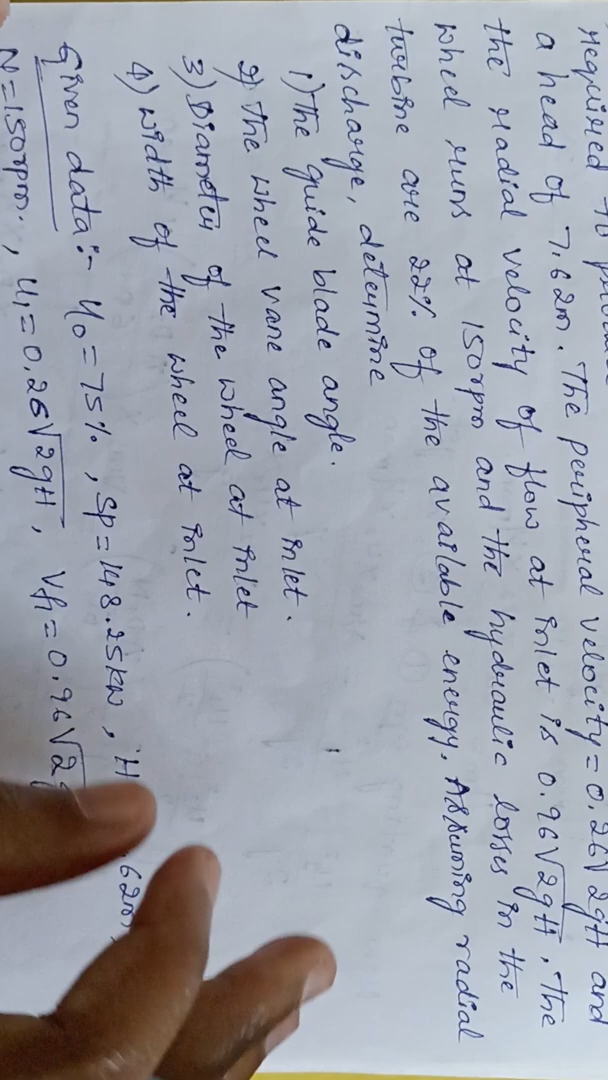 required to
a head of 7.62m. The peripheral velocity = 0.26√2gH and
the radial velocity of flow at inlet is 0.96√2gH. The
wheel runs at 150rpm and the hydraulic losses in the
turbine are 22% of the available energy. Assuming radial
discharge, determine
1) The guide blade angle.
2) The wheel vane angle at inlet.
3) Diameter of the wheel at inlet
4) width of the wheel at inlet.
Given data:- η0 = 75%, SP = 148.25kW, H .62m,
N = 150rpm., u1 = 0.26√2gH, Vf1 = 0.96√2g